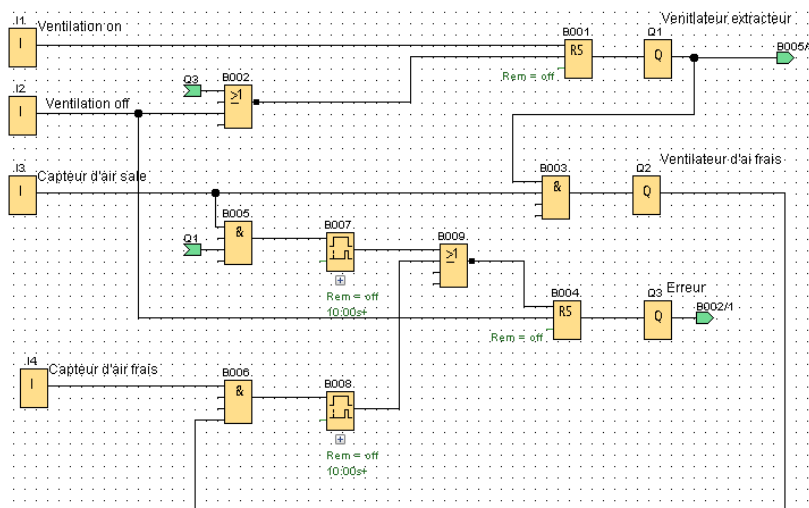 I1
Ventilation on
I
B001
RS
Rem = off
Q1
Q
Venitlateur extracteur
B005/
I2
Ventilation off
I
Q3
B002
≥1
I3
Capteur d'air sale
I
B003
&
Q2
Q
Ventilateur d'ai frais
Q1
B005
&
B007
Rem = off
10:00s+
B009
≥1
B004
RS
Rem = off
Q3
Q
Erreur
B002/1
I4
Capteur d'air frais
I
B006
&
B008
Rem = off
10:00s+